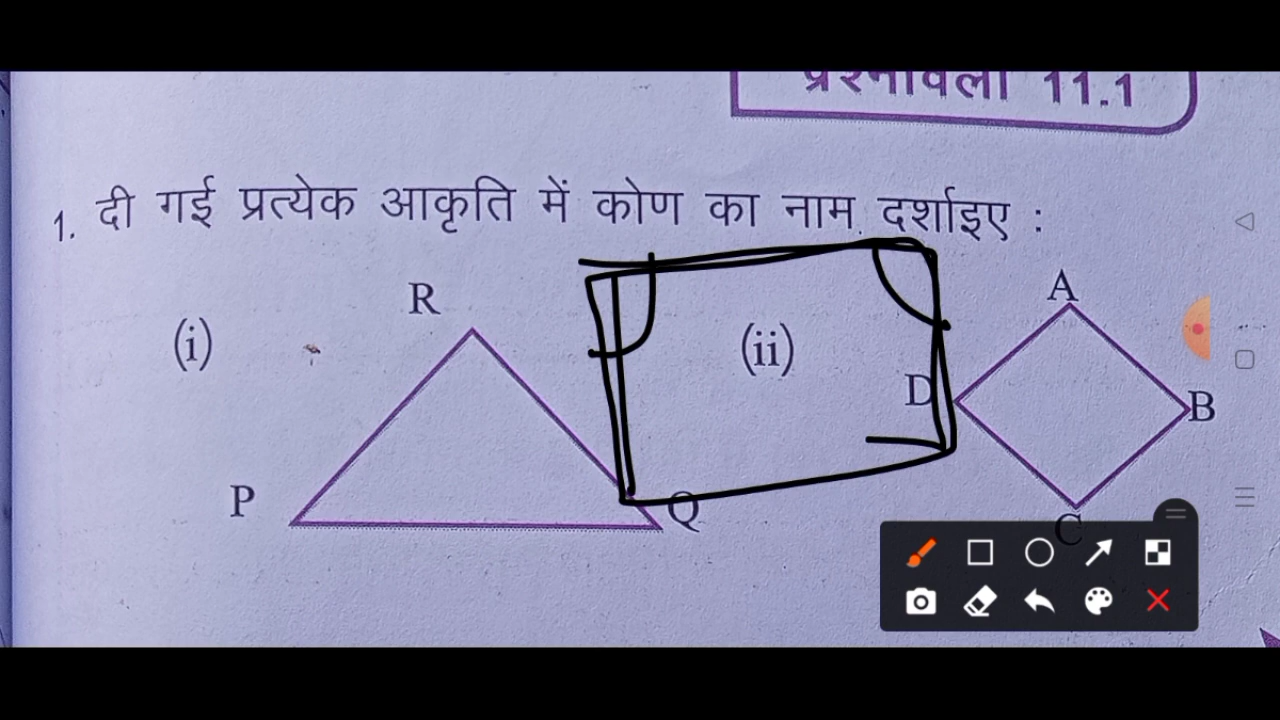 प्रश्नावली 11.1
1. दी गई प्रत्येक आकृति में कोण का नाम दर्शाइए :
(i)
R
P
Q
(ii)
A
D
B
C